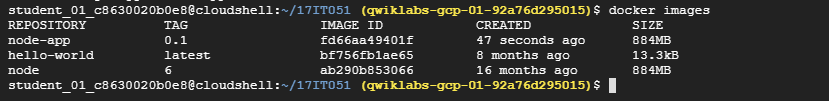 student_01_c8630020b0e8@cloudshell:~/17IT051 (qwiklabs-gcp-01-92a76d295015)$ docker images
REPOSITORY TAG IMAGE ID CREATED SIZE
node-app 0.1 fd66aa49401f 47 seconds ago 884MB
hello-world latest bf756fb1ae65 8 months ago 13.3kB
node 6 ab290b853066 16 months ago 884MB
student_01_c8630020b0e8@cloudshell:~/17IT051 (qwiklabs-gcp-01-92a76d295015)$